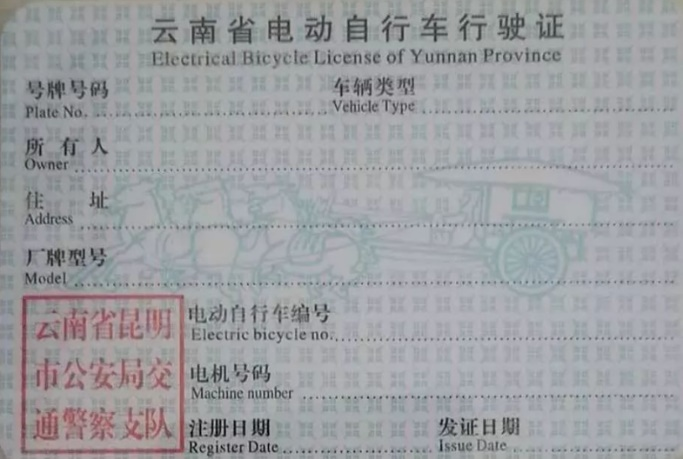 云南省电动自行车行驶证
Electrical Bicycle License of Yunnan Province
号牌号码 车辆类型
Plate No. Vehicle Type
所有人
Owner
住址
Address
厂牌型号
Model
云南省昆明
市公安局交
通警察支队
电动自行车编号
Electric bicycle no.
电机号码
Machine number
注册日期 发证日期
Register Date Issue Date